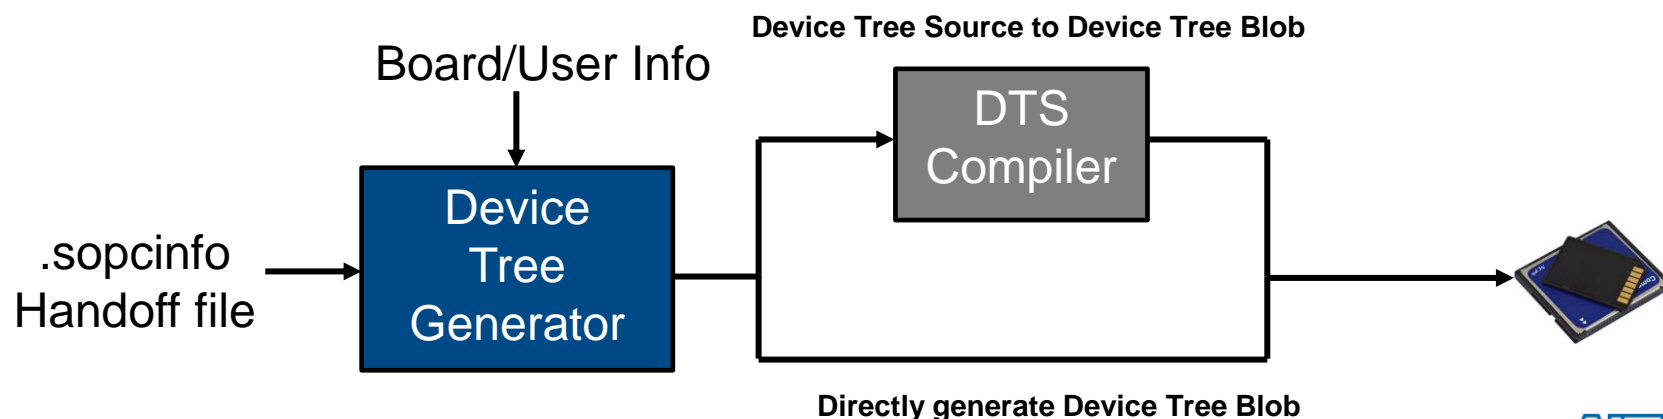 Device Tree Source to Device Tree Blob
Board/User Info
DTS
Compiler
Device
Tree
Generator
.sopcinfo
Handoff file
Directly generate Device Tree Blob